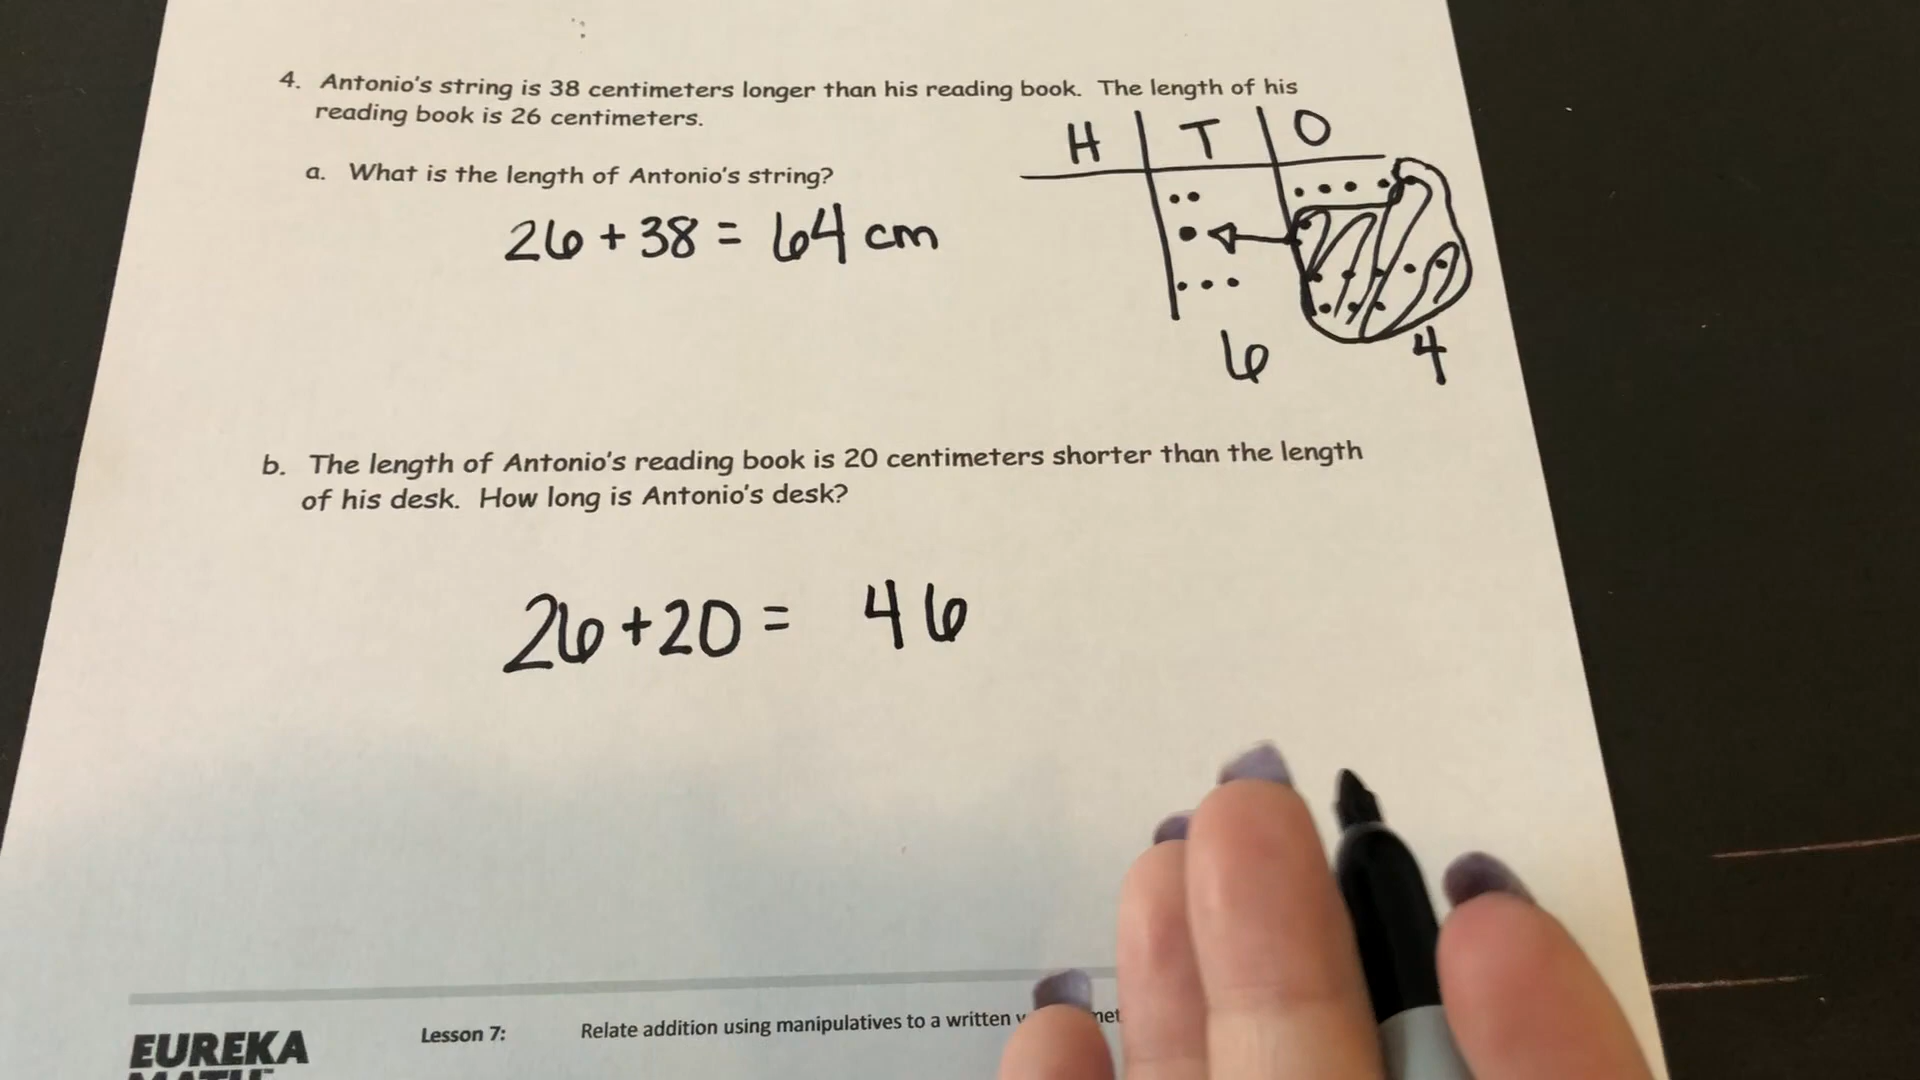 4. Antonio's string is 38 centimeters longer than his reading book. The length of his
reading book is 26 centimeters.
H T O
a. What is the length of Antonio's string?
26 + 38 = 64 cm
6 4
b. The length of Antonio's reading book is 20 centimeters shorter than the length
of his desk. How long is Antonio's desk?
26 + 20 = 46
EUREKA
MATH
Lesson 7: Relate addition using manipulatives to a written